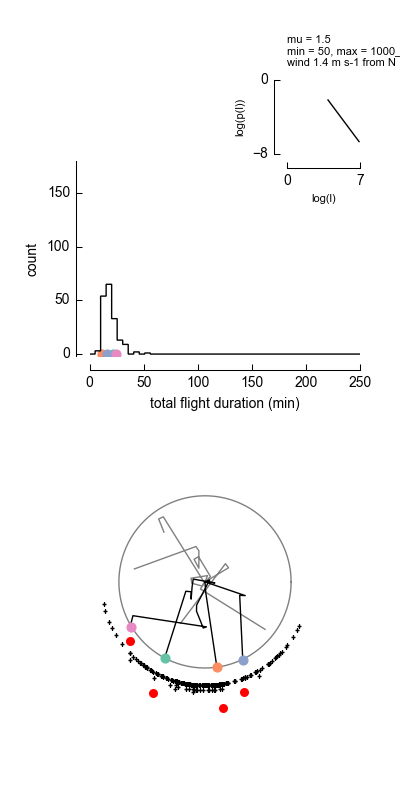 mu = 1.5
min = 50, max = 1000_
wind 1.4 m s-1 from N
0
log(p(l))
−8
0
7
log(l)
150
100
50
0
count
0
50
100
150
200
250
total flight duration (min)